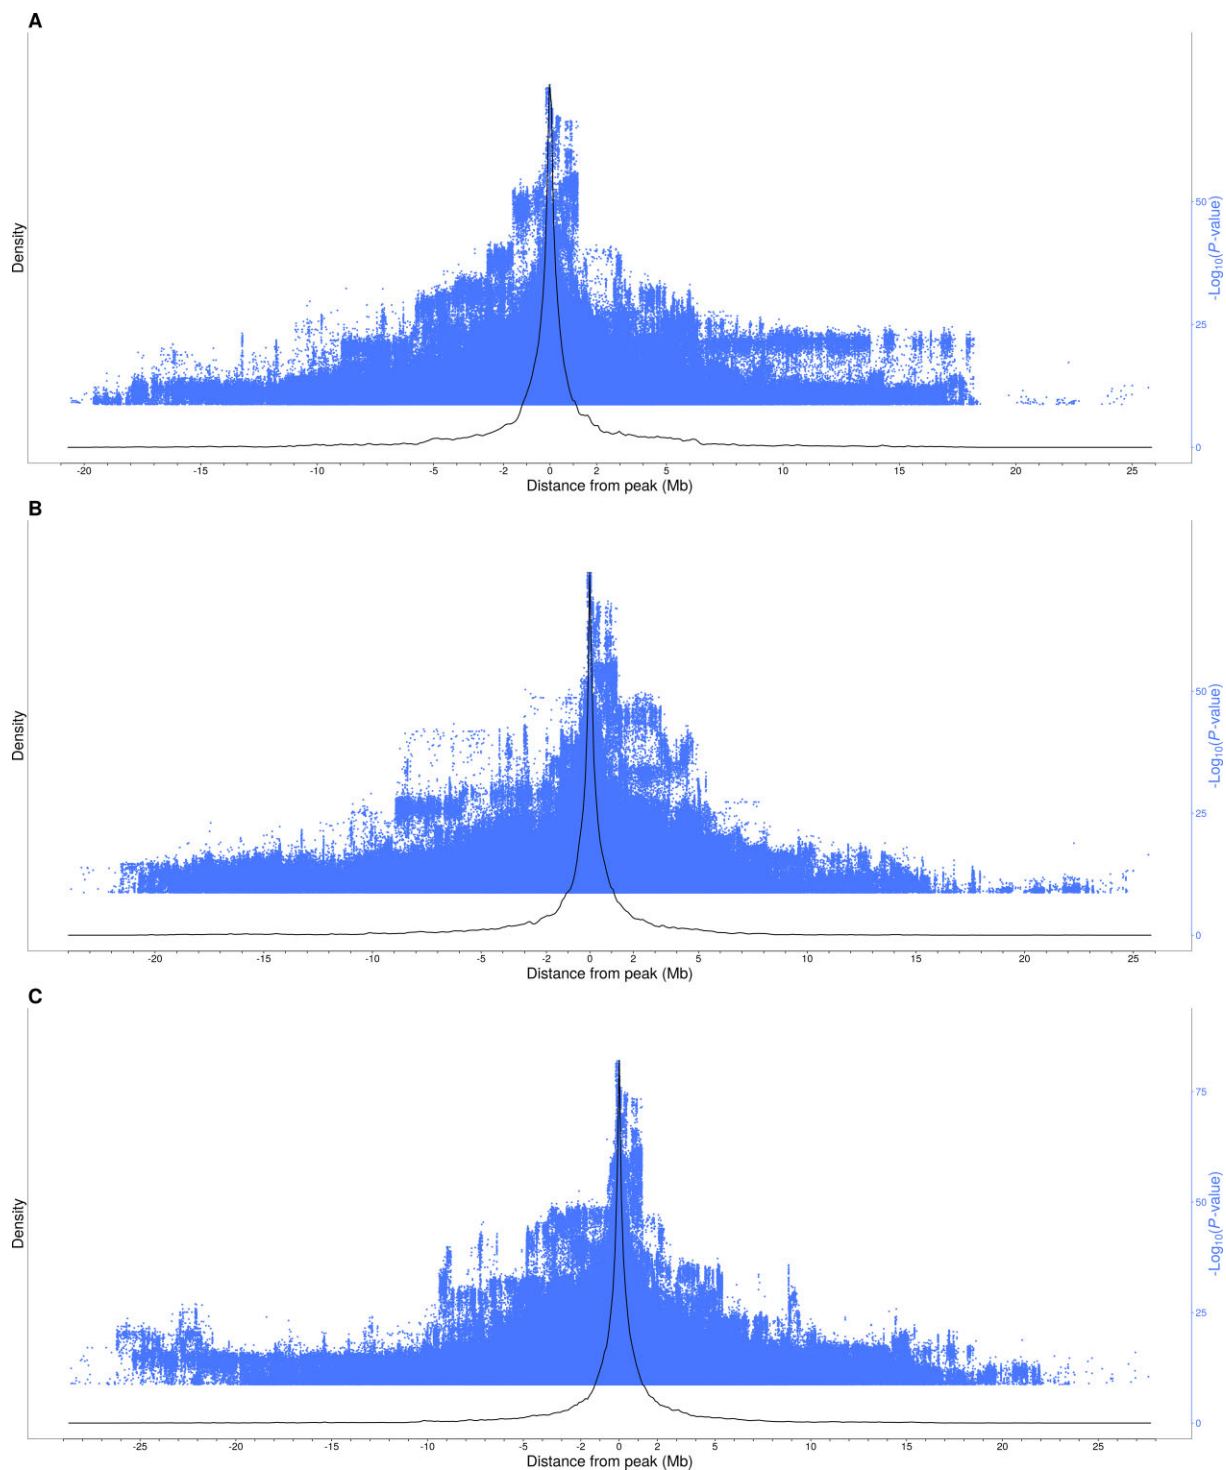 A
Density
50
25
0
-Log10(P-value)
-20 -15 -10 -5 -2 0 2 5 10 15 20 25
Distance from peak (Mb)
B
Density
50
25
0
-Log10(P-value)
-20 -15 -10 -5 -2 0 2 5 10 15 20 25
Distance from peak (Mb)
C
Density
75
50
25
0
-Log10(P-value)
-25 -20 -15 -10 -5 -2 0 2 5 10 15 20 25
Distance from peak (Mb)